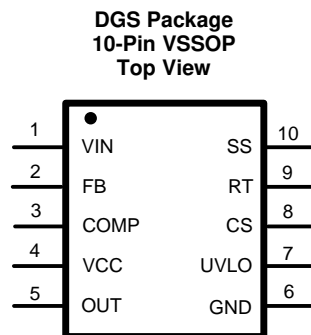 DGS Package
10-Pin VSSOP
Top View
1 VIN SS 10
2 FB RT 9
3 COMP CS 8
4 VCC UVLO 7
5 OUT GND 6